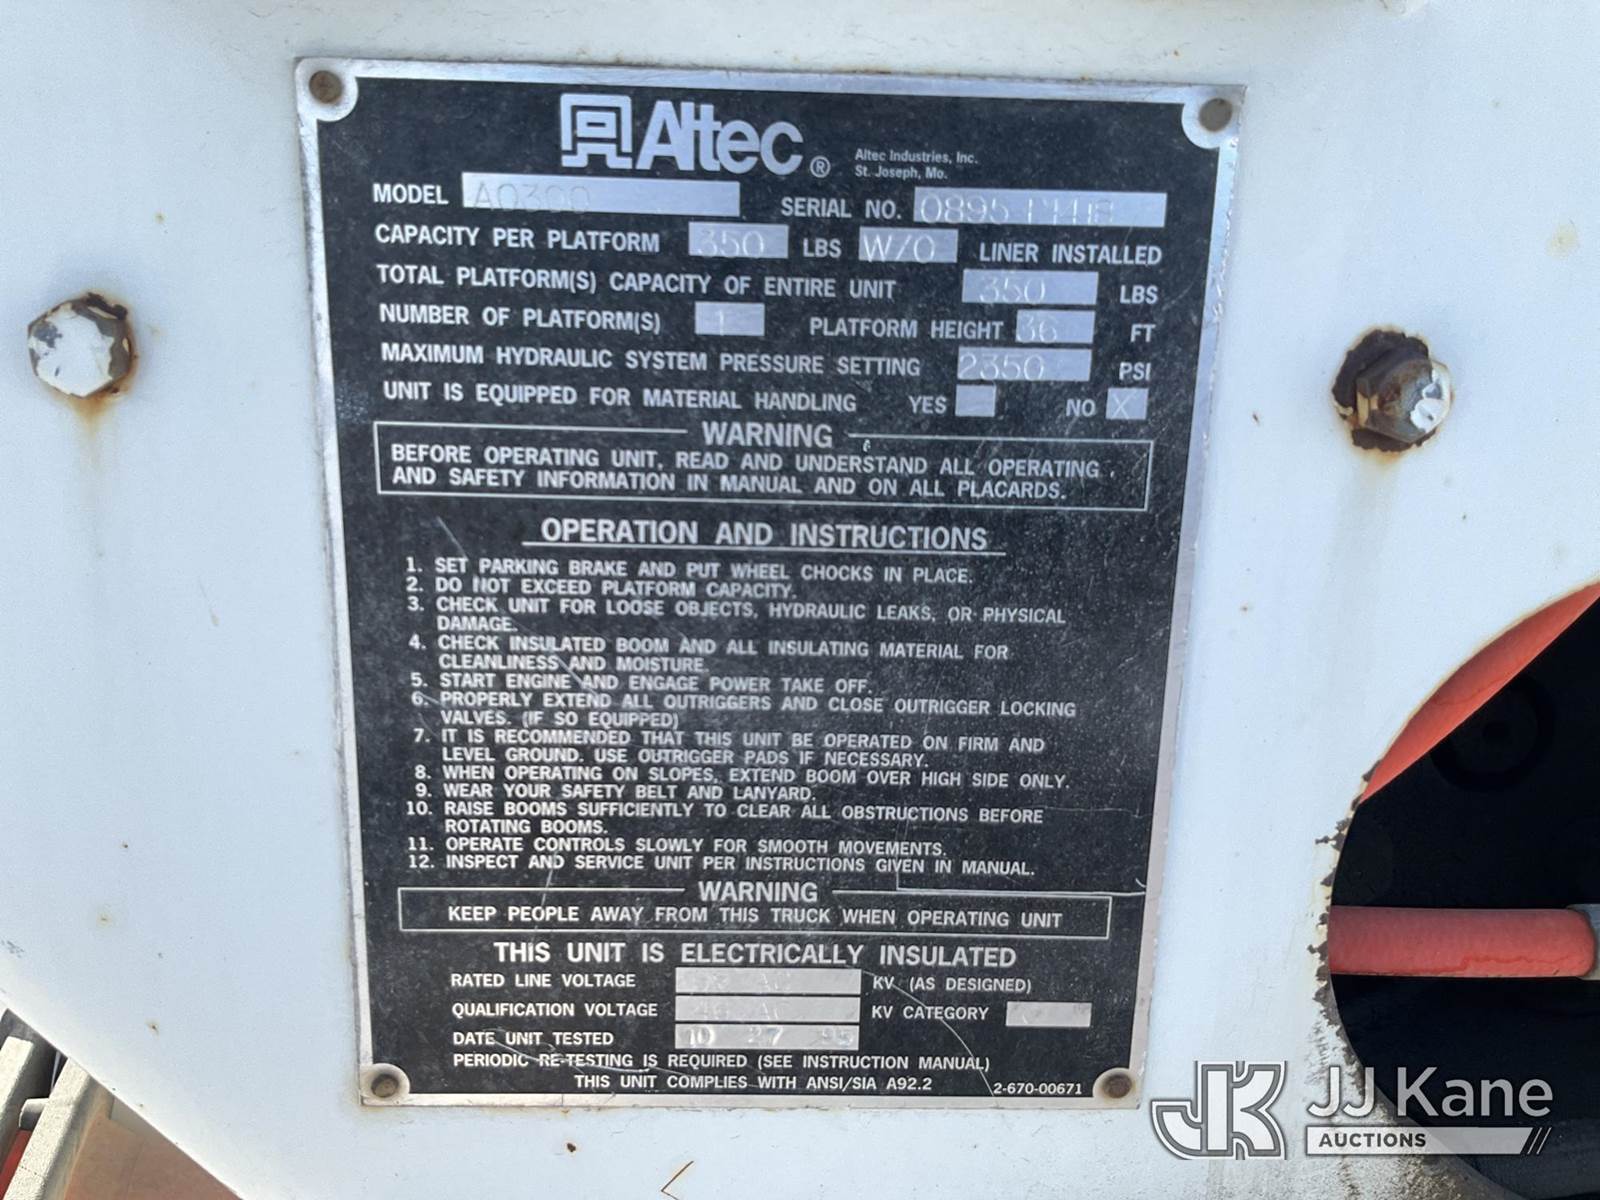 Altec®
Altec Industries, Inc.
St. Joseph, Mo.
MODEL AO300
SERIAL NO.
CAPACITY PER PLATFORM 350 LBS W/O LINER INSTALLED
TOTAL PLATFORM(S) CAPACITY OF ENTIRE UNIT 350 LBS
NUMBER OF PLATFORM(S) 1 PLATFORM HEIGHT 36 FT
MAXIMUM HYDRAULIC SYSTEM PRESSURE SETTING 2350 PSI
UNIT IS EQUIPPED FOR MATERIAL HANDLING YES NO X
WARNING
BEFORE OPERATING UNIT, READ AND UNDERSTAND ALL OPERATING
AND SAFETY INFORMATION IN MANUAL AND ON ALL PLACARDS.
OPERATION AND INSTRUCTIONS
1. SET PARKING BRAKE AND PUT WHEEL CHOCKS IN PLACE.
2. DO NOT EXCEED PLATFORM CAPACITY.
3. CHECK UNIT FOR LOOSE OBJECTS, HYDRAULIC LEAKS, OR PHYSICAL
DAMAGE.
4. CHECK INSULATED BOOM AND ALL INSULATING MATERIAL FOR
CLEANLINESS AND MOISTURE.
5. START ENGINE AND ENGAGE POWER TAKE OFF.
6. PROPERLY EXTEND ALL OUTRIGGERS AND CLOSE OUTRIGGER LOCKING
VALVES. (IF SO EQUIPPED)
7. IT IS RECOMMENDED THAT THIS UNIT BE OPERATED ON FIRM AND
LEVEL GROUND. USE OUTRIGGER PADS IF NECESSARY.
8. WHEN OPERATING ON SLOPES, EXTEND BOOM OVER HIGH SIDE ONLY.
9. WEAR YOUR SAFETY BELT AND LANYARD.
10. RAISE BOOMS SUFFICIENTLY TO CLEAR ALL OBSTRUCTIONS BEFORE
ROTATING BOOMS.
11. OPERATE CONTROLS SLOWLY FOR SMOOTH MOVEMENTS.
12. INSPECT AND SERVICE UNIT PER INSTRUCTIONS GIVEN IN MANUAL.
WARNING
KEEP PEOPLE AWAY FROM THIS TRUCK WHEN OPERATING UNIT
THIS UNIT IS ELECTRICALLY INSULATED
RATED LINE VOLTAGE KV (AS DESIGNED)
QUALIFICATION VOLTAGE 46 AC KV CATEGORY
DATE UNIT TESTED 10 27 95
PERIODIC RE-TESTING IS REQUIRED (SEE INSTRUCTION MANUAL)
THIS UNIT COMPLIES WITH ANSI/SIA A92.2
2-670-00671
JK JJ Kane
AUCTIONS